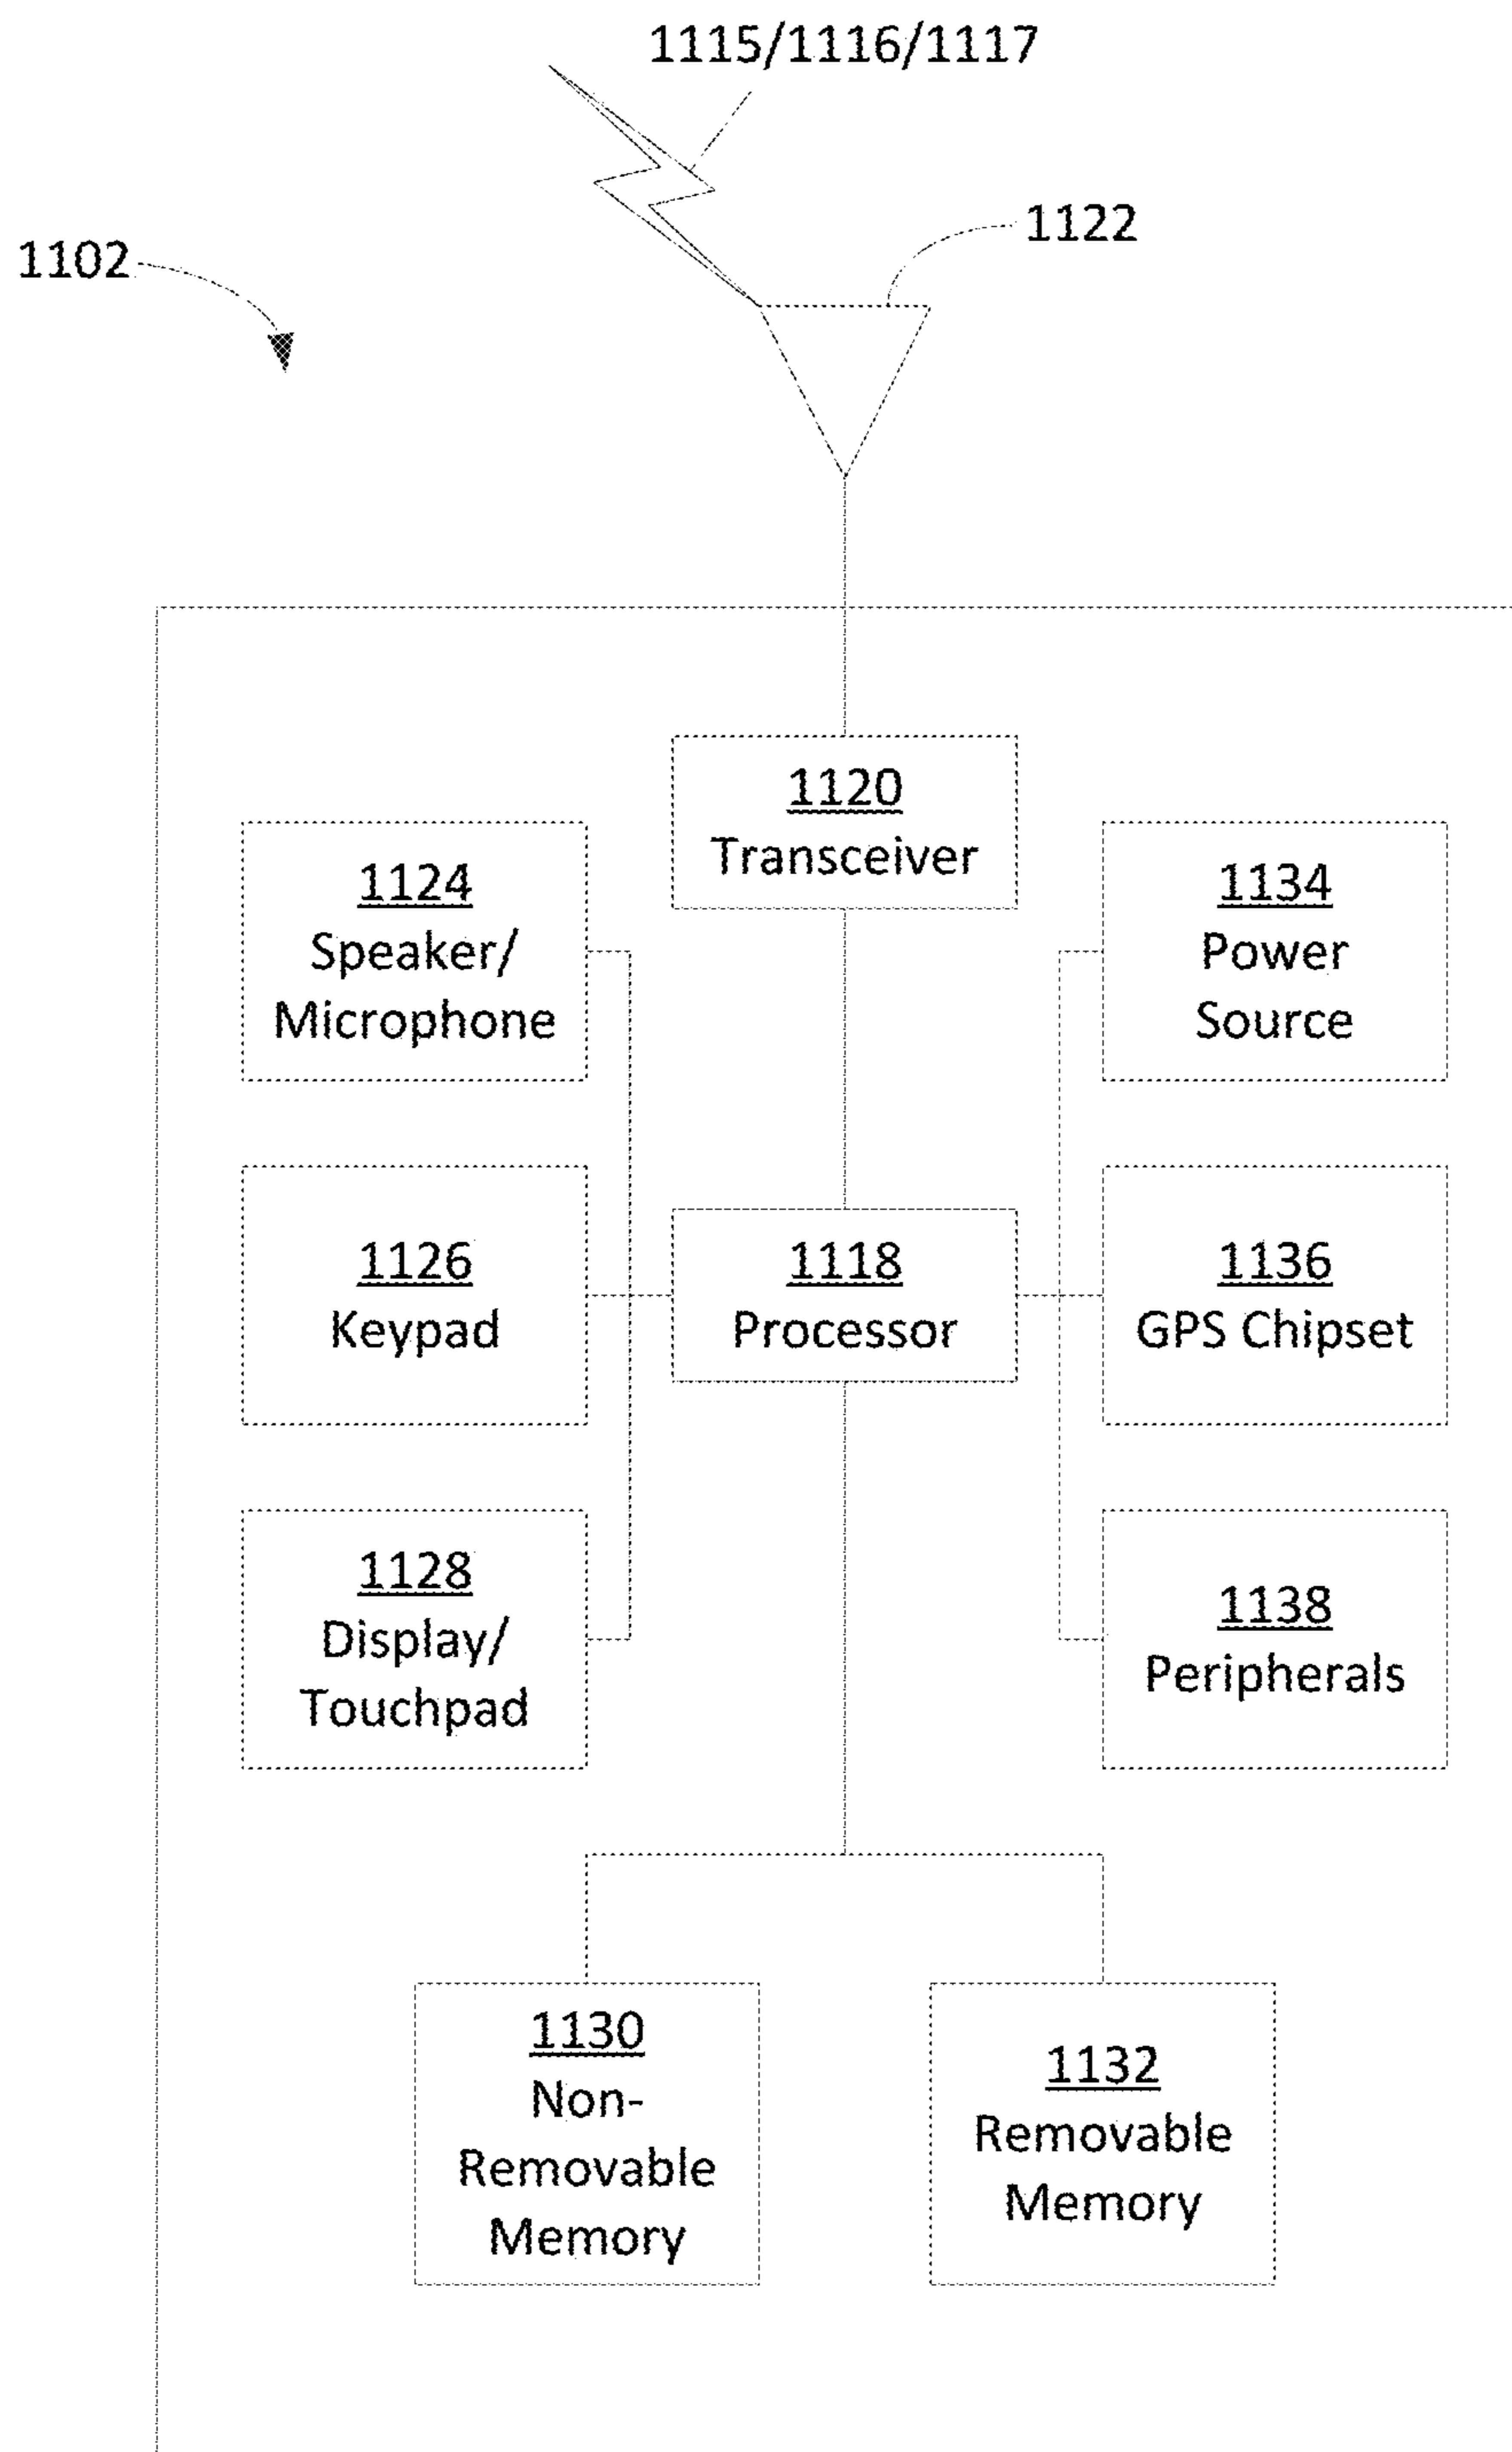 1115/1116/1117
1122
1102
1120
Transceiver
1124
Speaker/
Microphone
1134
Power
Source
1126
Keypad
1118
Processor
1136
GPS Chipset
1128
Display/
Touchpad
1138
Peripherals
1130
Non-
Removable
Memory
1132
Removable
Memory